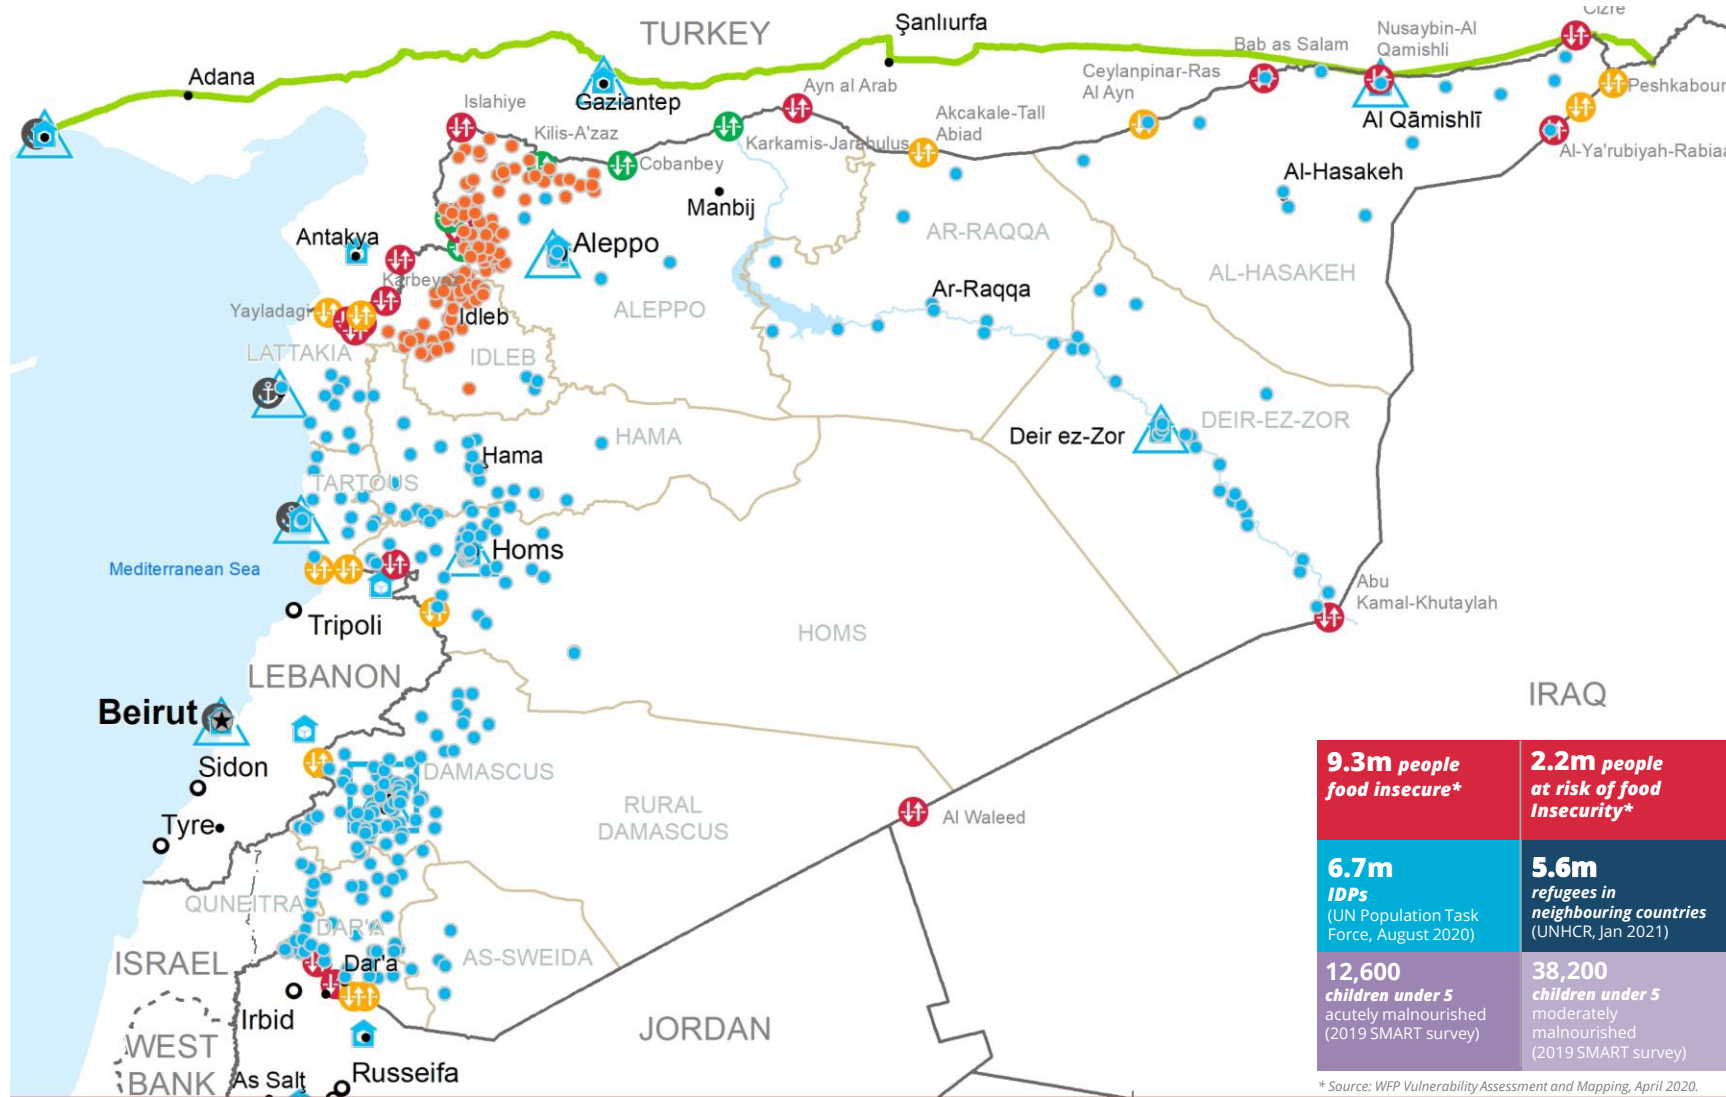 TURKEY
Şanlıurfa
Cizre
Nusaybin-Al
Qamishli
Bab as Salam
Adana
Gaziantep
Islahiye
Ayn al Arab
Ceylanpinar-Ras
Al Ayn
Peshkabour
Akcakale-Tall
Abiad
Al Qāmishlī
Kilis-A'zaz
Karkamis-Jarabulus
Cobanbey
Al-Ya'rubiyah-Rabiaa
Al-Hasakeh
Manbij
Antakya
Aleppo
AR-RAQQA
AL-HASAKEH
Karbeyaz
Ar-Raqqa
Yayladagi
Idleb
ALEPPO
LATTAKIA
IDLEB
DEIR-EZ-ZOR
Deir ez-Zor
HAMA
Hama
TARTOUS
Homs
Mediterranean Sea
Abu
Kamal-Khutaylah
Tripoli
HOMS
LEBANON
IRAQ
Beirut
Sidon
DAMASCUS
RURAL
DAMASCUS
Al Waleed
Tyre
QUNEITRA
DAR'A
ISRAEL
Dar'a
AS-SWEIDA
Irbid
JORDAN
WEST
BANK
As Salţ
Russeifa
9.3m people
food insecure*
2.2m people
at risk of food
Insecurity*
6.7m
IDPs
(UN Population Task
Force, August 2020)
5.6m
refugees in
neighbouring countries
(UNHCR, Jan 2021)
12,600
children under 5
acutely malnourished
(2019 SMART survey)
38,200
children under 5
moderately
malnourished
(2019 SMART survey)
* Source: WFP Vulnerability Assessment and Mapping, April 2020.